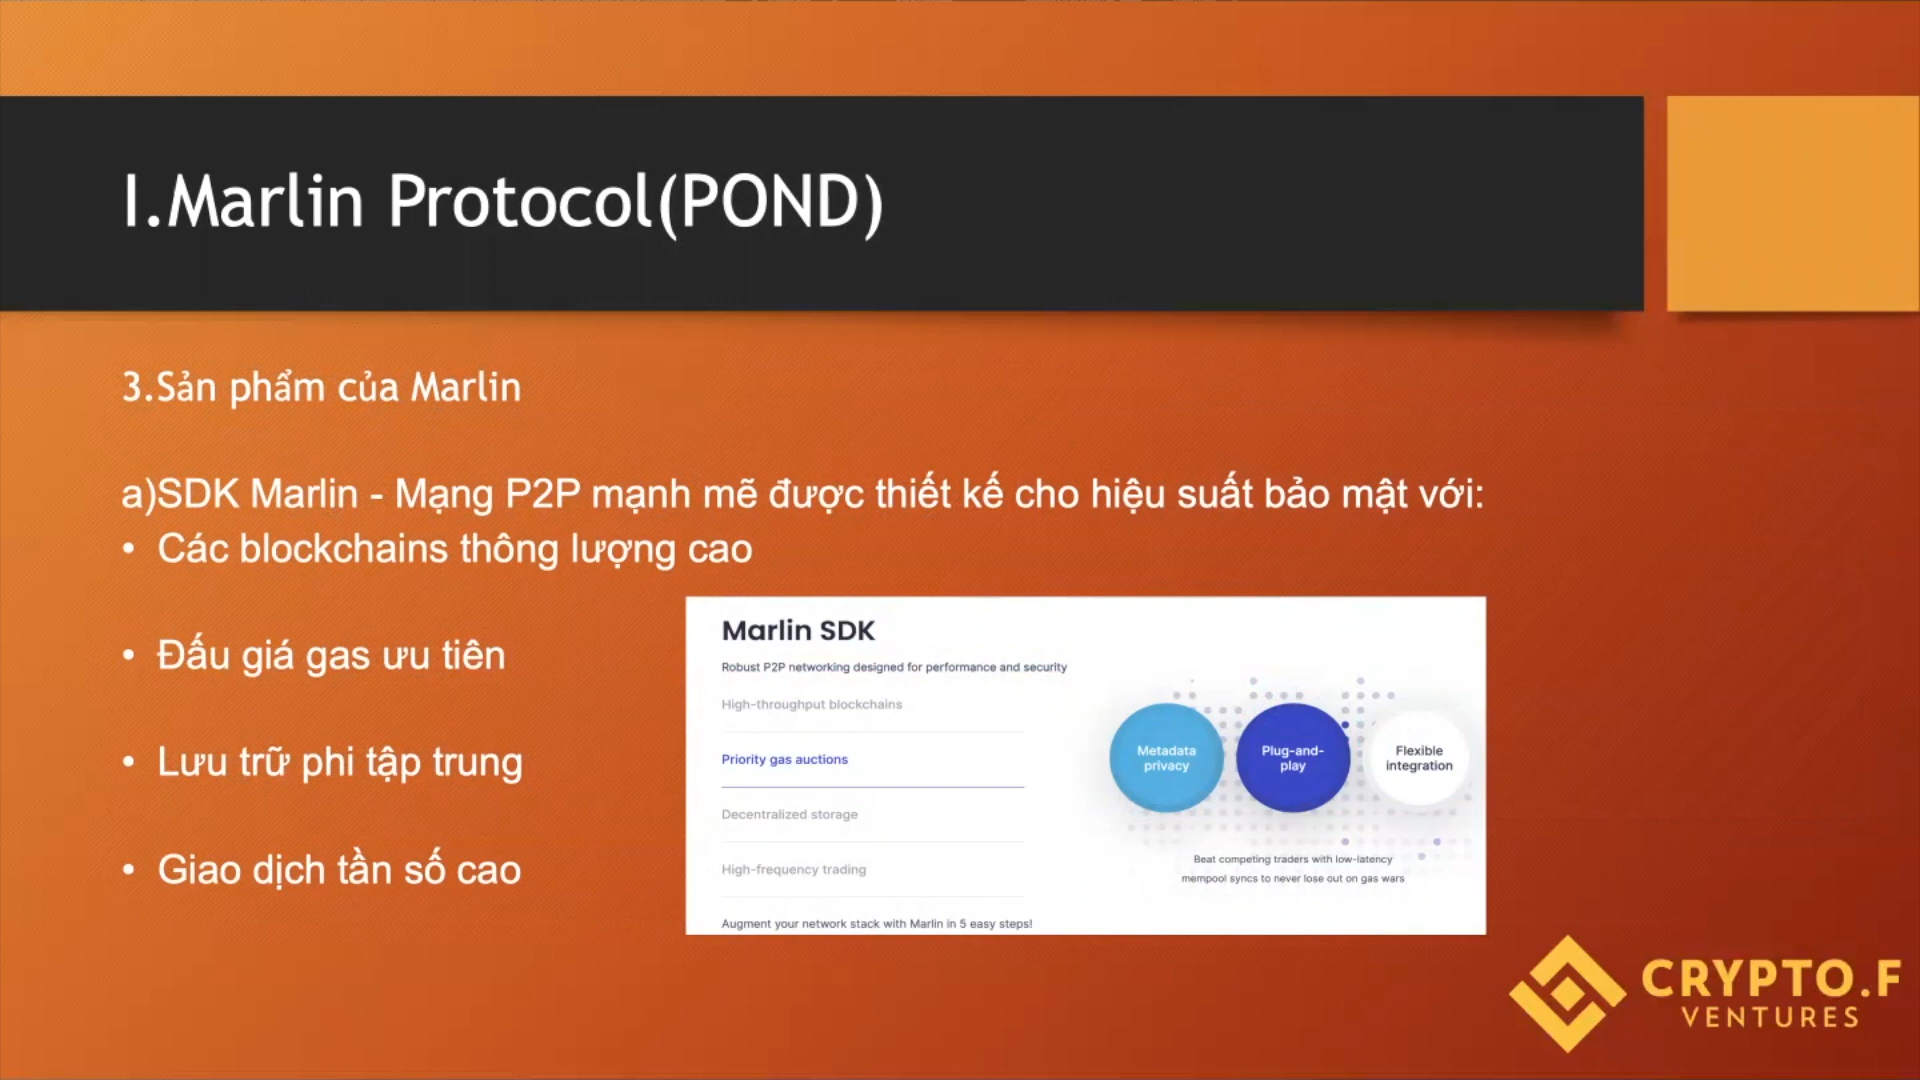 I.Marlin Protocol(POND)
3.Sản phẩm của Marlin
a)SDK Marlin - Mạng P2P mạnh mẽ được thiết kế cho hiệu suất bảo mật với:
• Các blockchains thông lượng cao
• Đấu giá gas ưu tiên
• Lưu trữ phi tập trung
• Giao dịch tần số cao
Marlin SDK
Robust P2P networking designed for performance and security
High-throughput blockchains
Priority gas auctions
Decentralized storage
High-frequency trading
Augment your network stack with Marlin in 5 easy steps!
Metadata
privacy
Plug-and-
play
Flexible
integration
Beat competing traders with low-latency
mempool syncs to never lose out on gas wars
CRYPTO.F
VENTURES